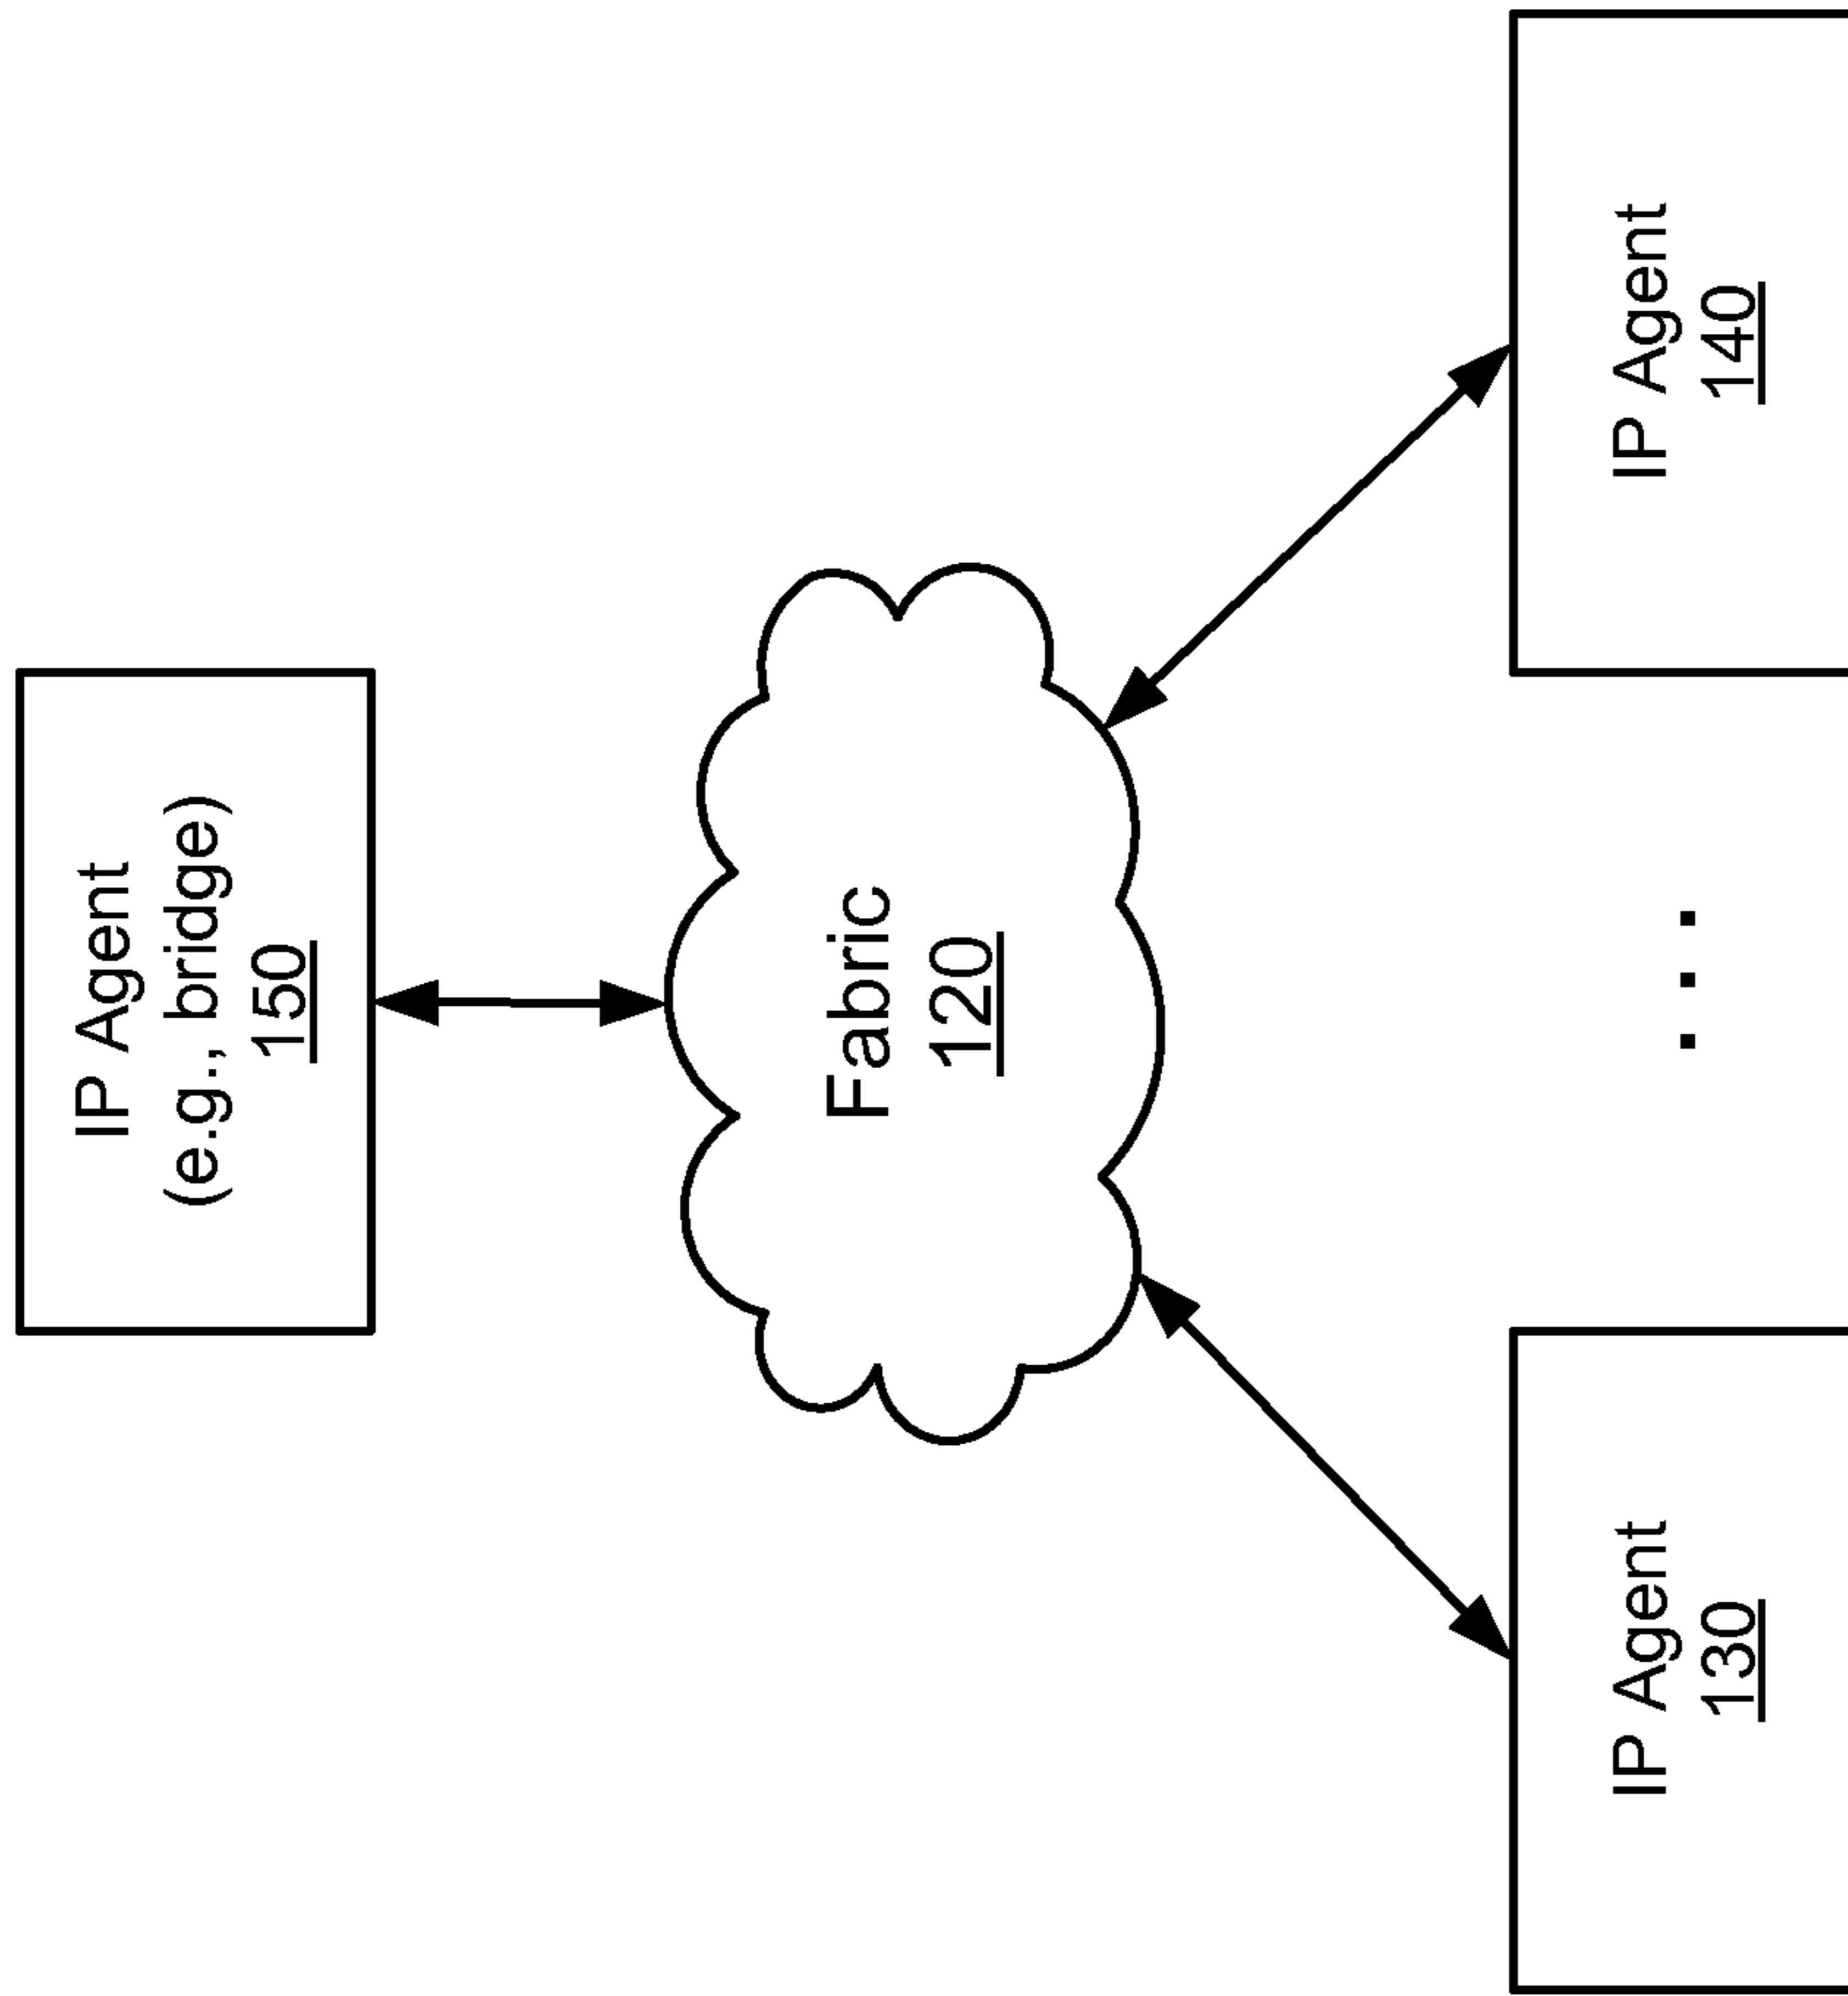 IP Agent
(e.g., bridge)
150
Fabric
120
IP Agent
130
. . .
IP Agent
140